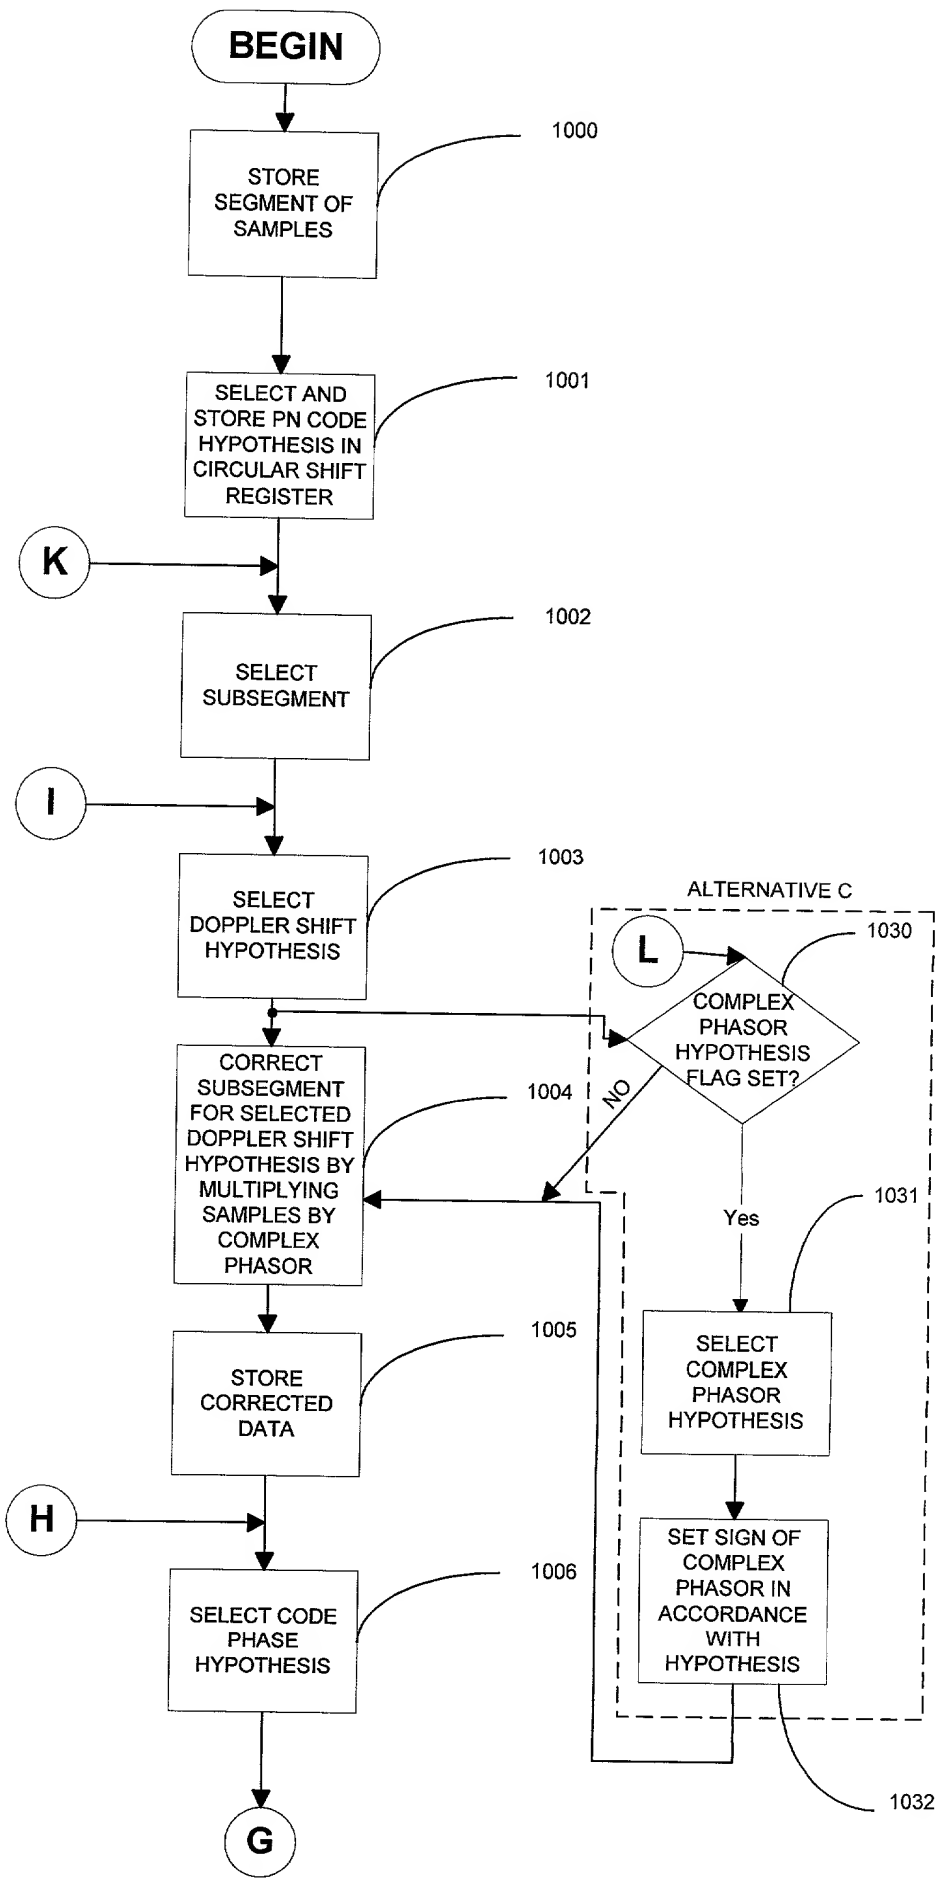 BEGIN
1000
STORE
SEGMENT OF
SAMPLES
1001
SELECT AND
STORE PN CODE
HYPOTHESIS IN
CIRCULAR SHIFT
REGISTER
K
1002
SELECT
SUBSEGMENT
I
1003
SELECT
DOPPLER SHIFT
HYPOTHESIS
ALTERNATIVE C
L
1030
COMPLEX
PHASOR
HYPOTHESIS
FLAG SET?
NO
CORRECT
SUBSEGMENT
FOR SELECTED
DOPPLER SHIFT
HYPOTHESIS BY
MULTIPLYING
SAMPLES BY
COMPLEX
PHASOR
1004
Yes
1031
SELECT
COMPLEX
PHASOR
HYPOTHESIS
1005
STORE
CORRECTED
DATA
H
SET SIGN OF
COMPLEX
PHASOR IN
ACCORDANCE
WITH
HYPOTHESIS
1006
SELECT CODE
PHASE
HYPOTHESIS
1032
G